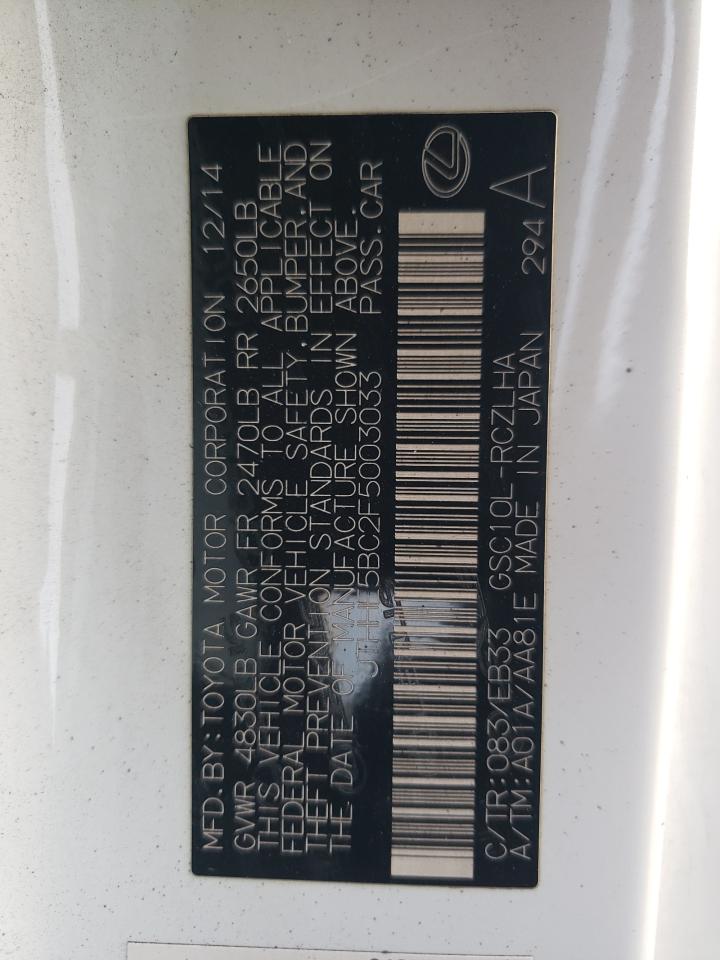 MFD.BY:TOYOTA MOTOR CORPORATION 12/14
GVWR 4830LB GAWR FR 2470LB RR 2650LB
THIS VEHICLE CONFORMS TO ALL APPLICABLE
FEDERAL MOTOR VEHICLE SAFETY,BUMPER,AND
THEFT PREVENTION STANDARDS IN EFFECT ON
THE DATE OF MANUFACTURE SHOWN ABOVE.
PASS.CAR
C/TR:083/EB33 GSC10L-RCZLHA
A/TM:A01A/AA81E MADE IN JAPAN 294 A